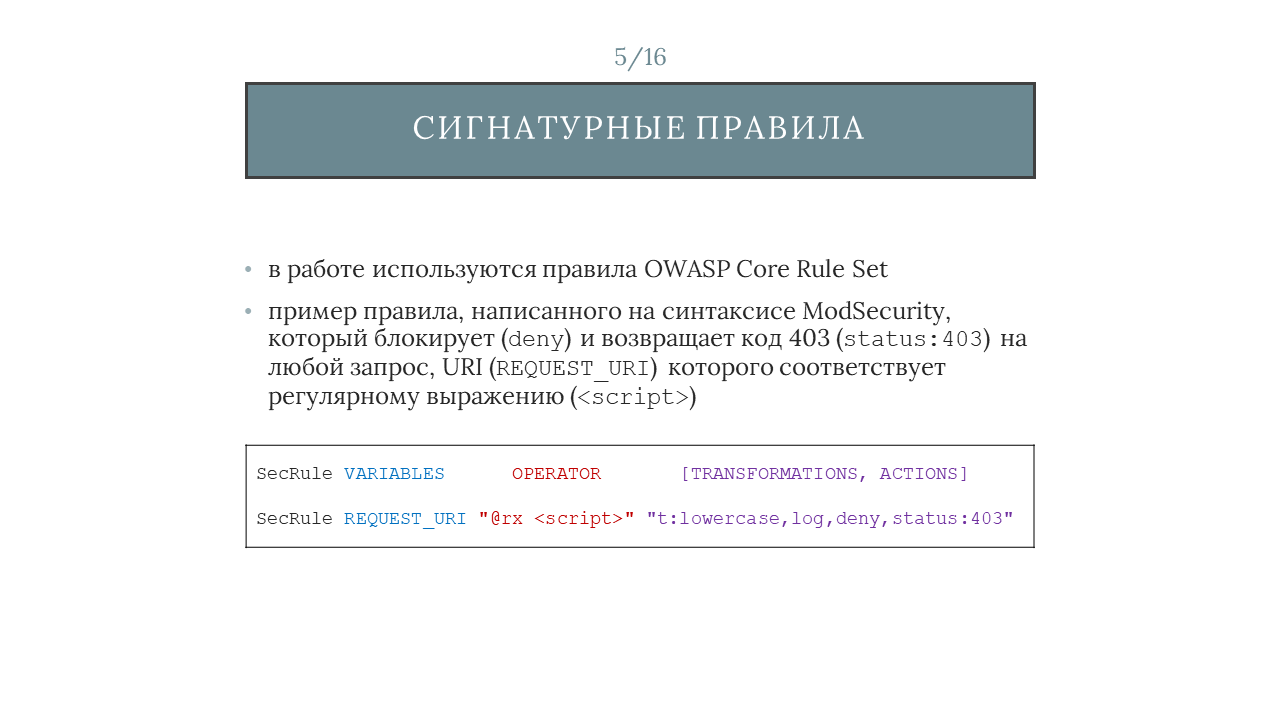 5/16
СИГНАТУРНЫЕ ПРАВИЛА
• в работе используются правила OWASP Core Rule Set
• пример правила, написанного на синтаксисе ModSecurity,
который блокирует (deny) и возвращает код 403 (status:403) на
любой запрос, URI (REQUEST_URI) которого соответствует
регулярному выражению (<script>)
SecRule VARIABLES OPERATOR [TRANSFORMATIONS, ACTIONS]
SecRule REQUEST_URI "@rx <script>" "t:lowercase,log,deny,status:403"